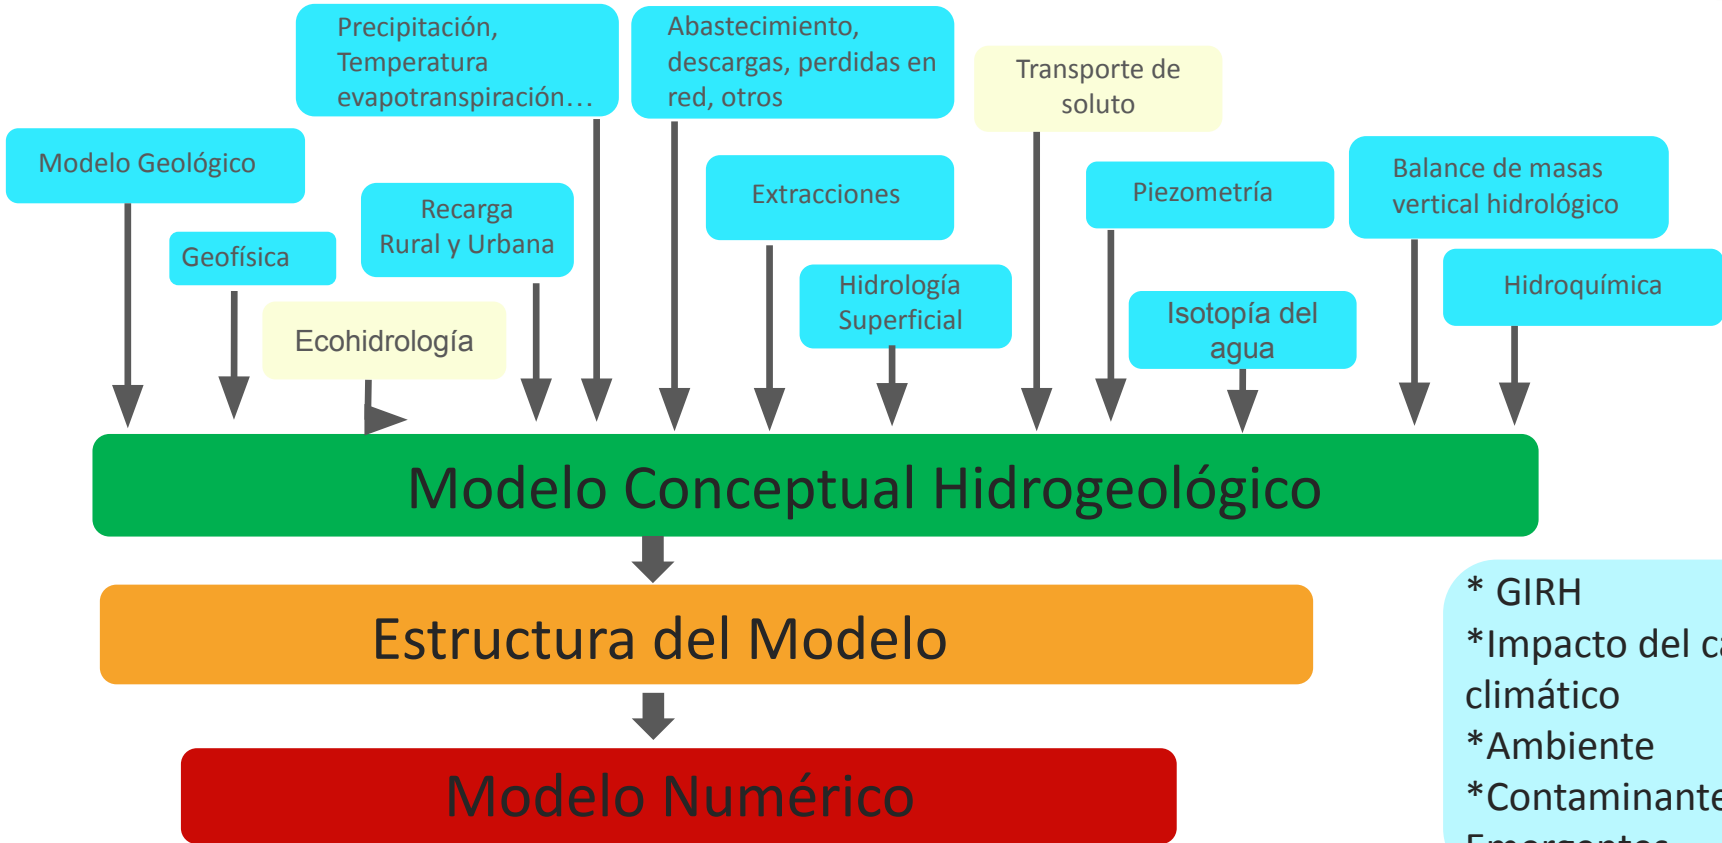 Precipitación,
Temperatura
evapotranspiración…
Abastecimiento,
descargas, perdidas en
red, otros
Transporte de
soluto
Modelo Geológico
Geofísica
Ecohidrología
Recarga
Rural y Urbana
Extracciones
Hidrología
Superficial
Piezometría
Isotopía del
agua
Balance de masas
vertical hidrológico
Hidroquímica
Modelo Conceptual Hidrogeológico
Estructura del Modelo
Modelo Numérico
* GIRH
*Impacto del
climático
*Ambiente
*Contaminante